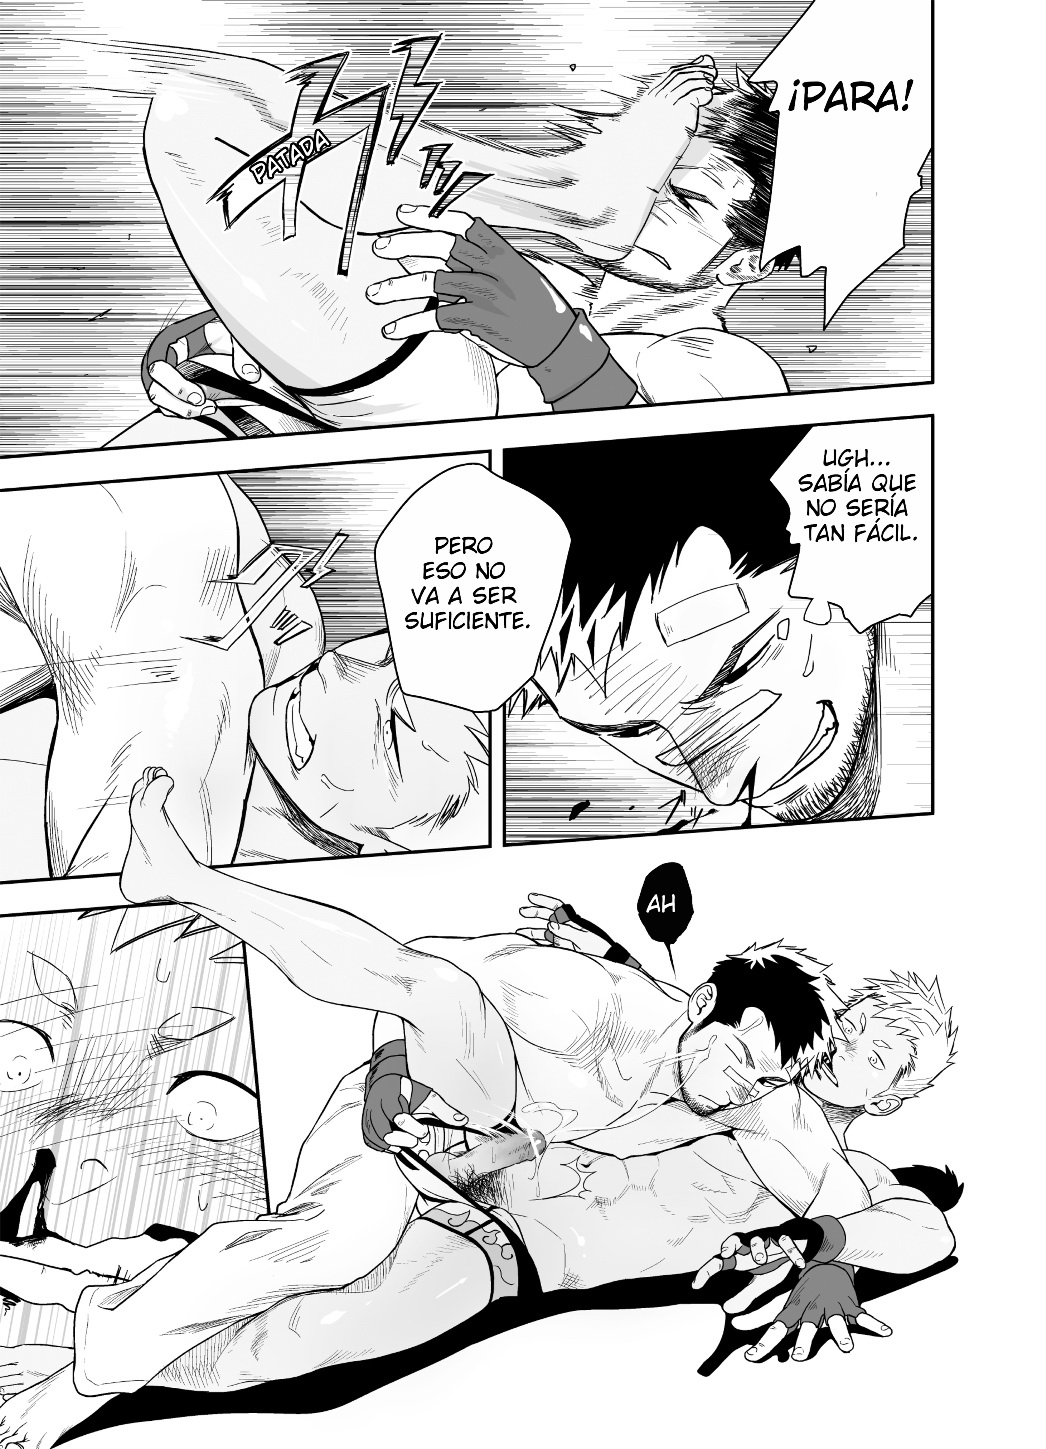 ¡PARA!
PATADA
UGH...
SABÍA QUE
NO SERÍA
TAN FÁCIL.
PERO
ESO NO
VA A SER
SUFICIENTE.
AH